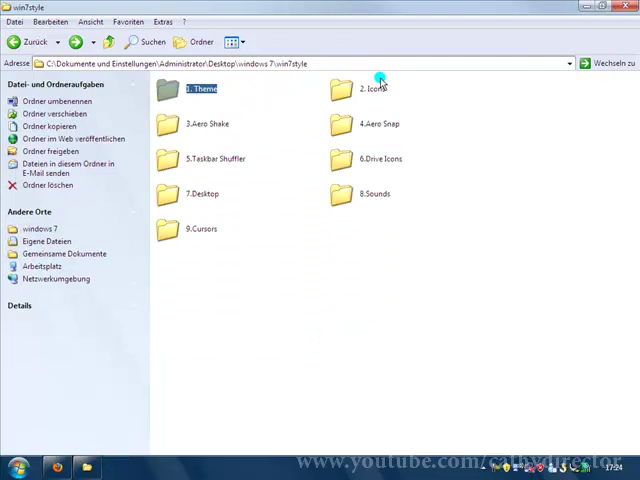 win7style
Datei Bearbeiten Ansicht Favoriten Extras ?
Zurück Suchen Ordner
Adresse C:\Dokumente und Einstellungen\Administrator\Desktop\windows 7\win7style Wechseln zu
Datei- und Ordneraufgaben
Ordner umbenennen
Ordner verschieben
Ordner kopieren
Ordner im Web veröffentlichen
Ordner freigeben
Dateien in diesem Ordner in
E-Mail senden
Ordner löschen
Andere Orte
windows 7
Eigene Dateien
Gemeinsame Dokumente
Arbeitsplatz
Netzwerkumgebung
Details
1. Theme
2. Icons
3.Aero Shake
4.Aero Snap
5.Taskbar Shuffler
6.Drive Icons
7.Desktop
8.Sounds
9.Cursors
www.youtube.com/cathydirector
17:24